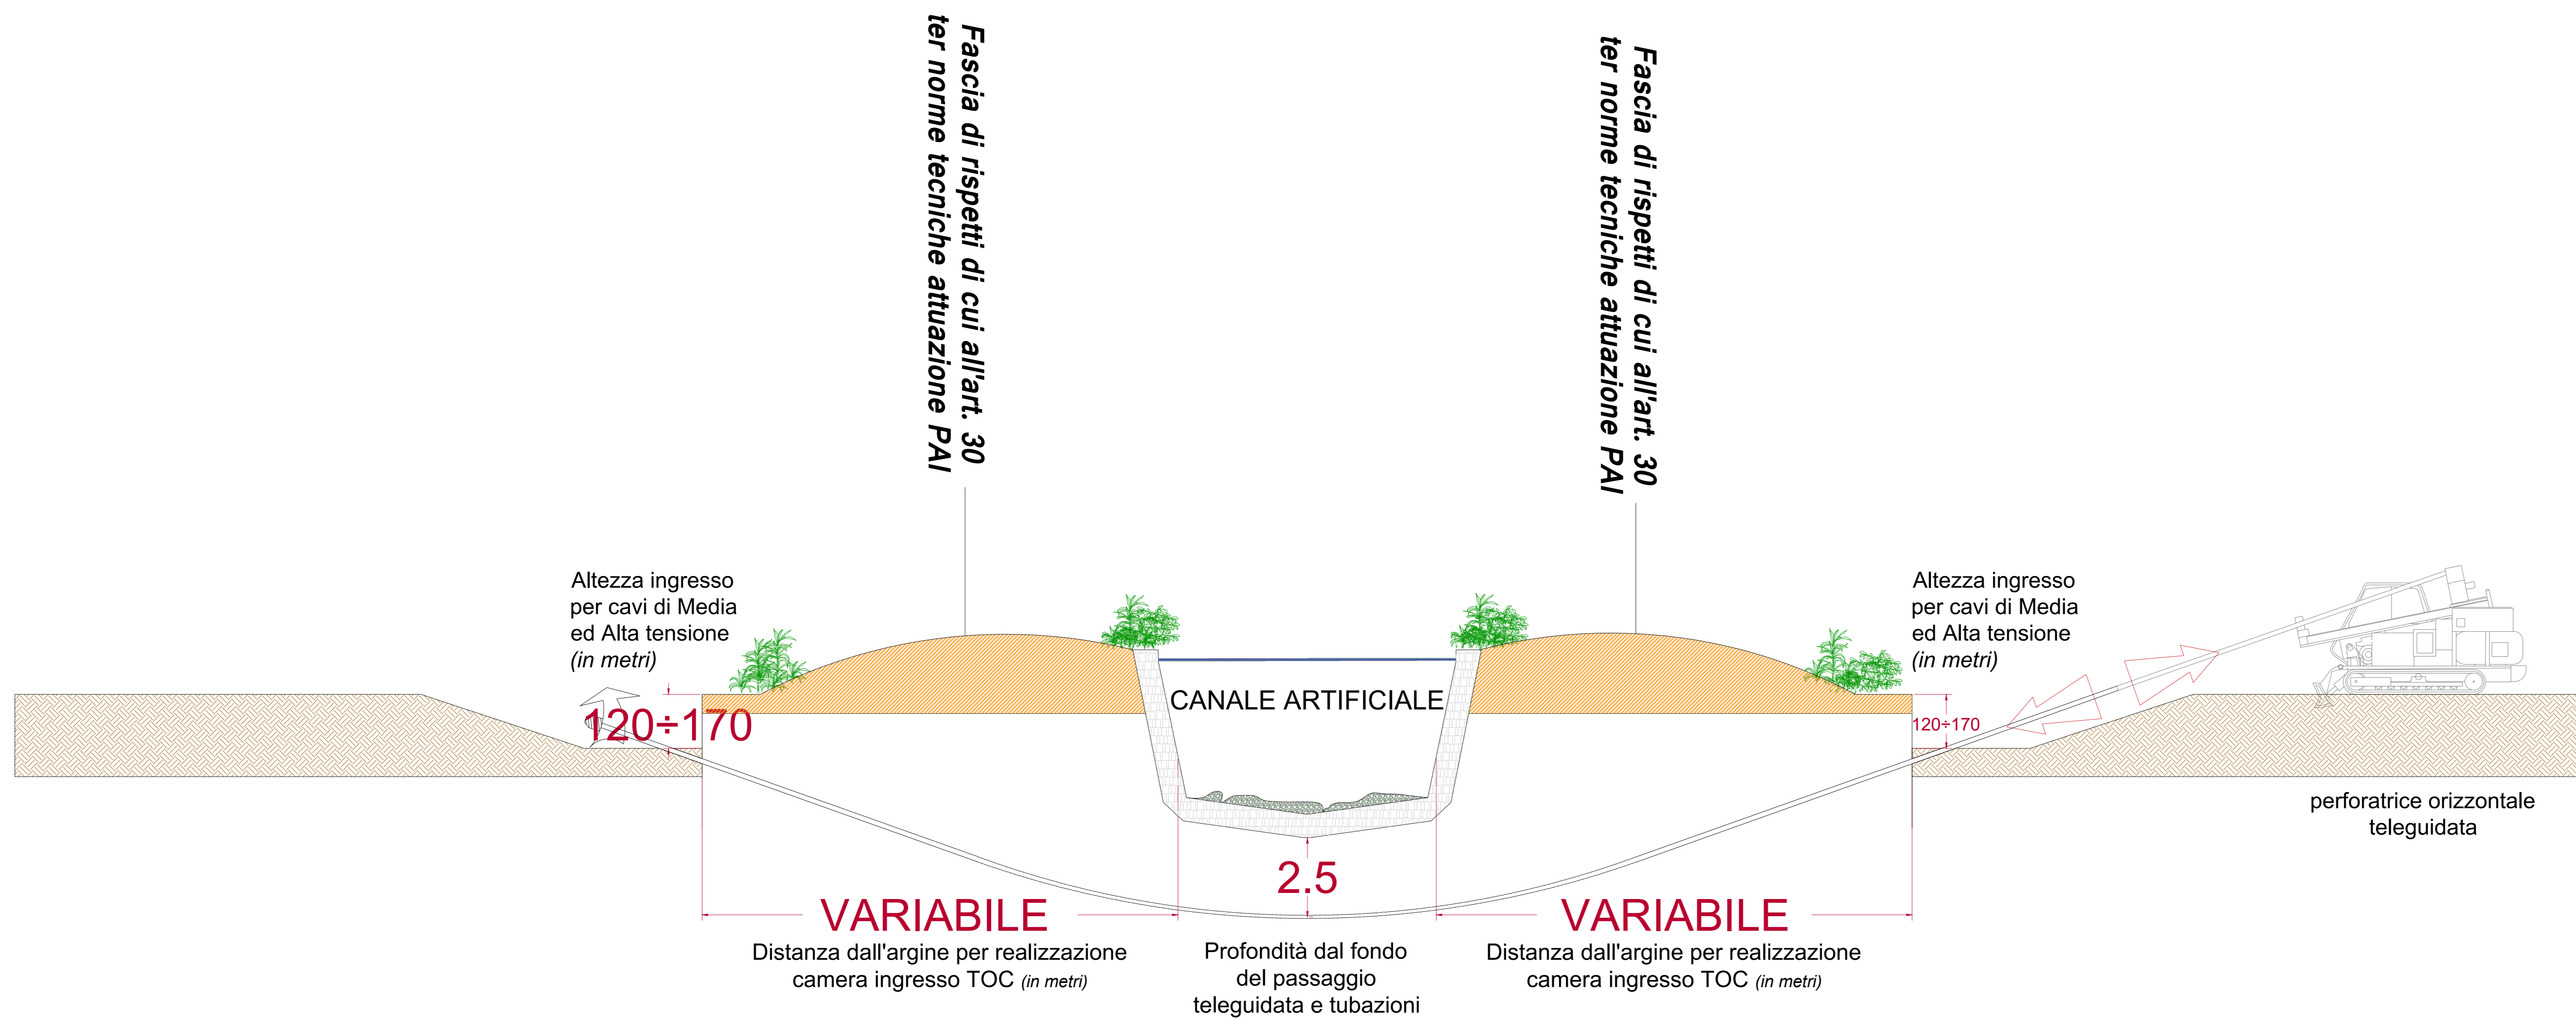 Fascia di rispetti di cui all'art. 30
ter norme tecniche attuazione PAI
Fascia di rispetti di cui all'art. 30
ter norme tecniche attuazione PAI
Altezza ingresso
per cavi di Media
ed Alta tensione
(in metri)
120÷170
CANALE ARTIFICIALE
Altezza ingresso
per cavi di Media
ed Alta tensione
(in metri)
120÷170
perforatrice orizzontale
teleguidata
VARIABILE
Distanza dall'argine per realizzazione
camera ingresso TOC (in metri)
2.5
Profondità dal fondo
del passaggio
teleguidata e tubazioni
VARIABILE
Distanza dall'argine per realizzazione
camera ingresso TOC (in metri)